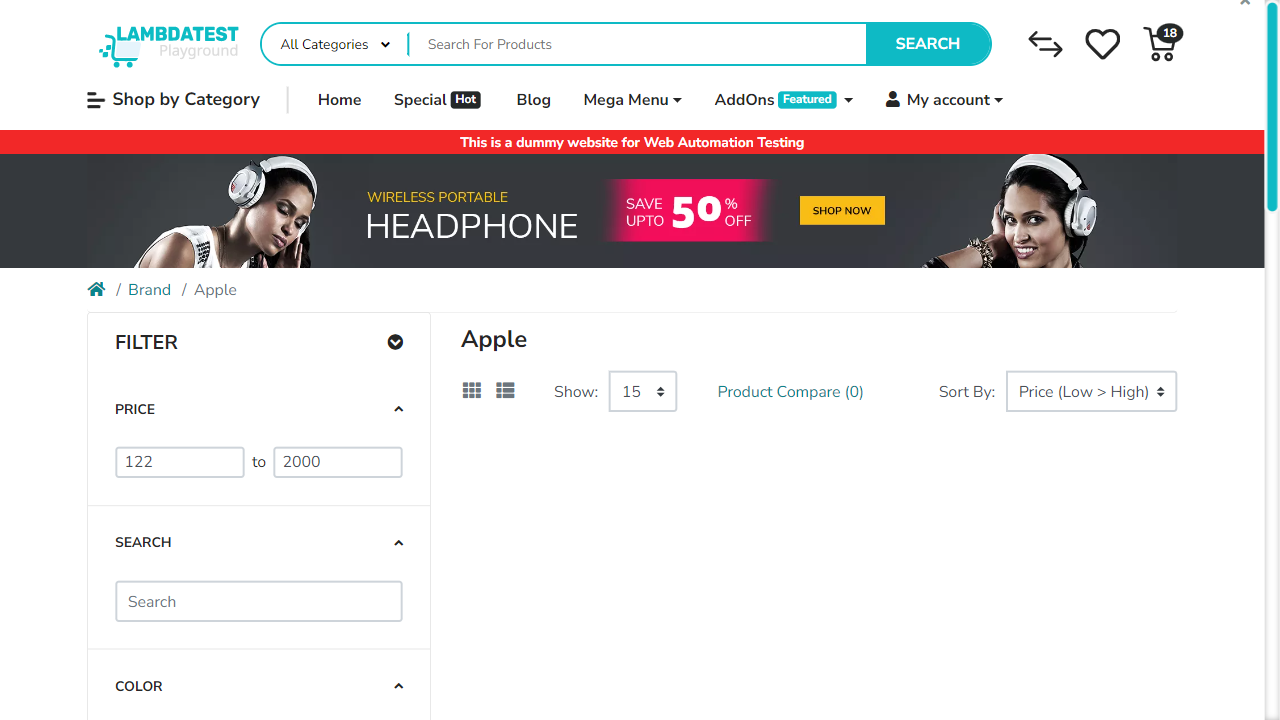 LAMBDATEST
Playground
All Categories
Search For Products
SEARCH
18
Shop by Category
Home
Special Hot
Blog
Mega Menu
AddOns Featured
My account
This is a dummy website for Web Automation Testing
WIRELESS PORTABLE
HEADPHONE
SAVE UPTO 50% OFF
SHOP NOW
/ Brand / Apple
FILTER
Apple
Show: 15
Product Compare (0)
Sort By: Price (Low > High)
PRICE
122 to 2000
SEARCH
Search
COLOR